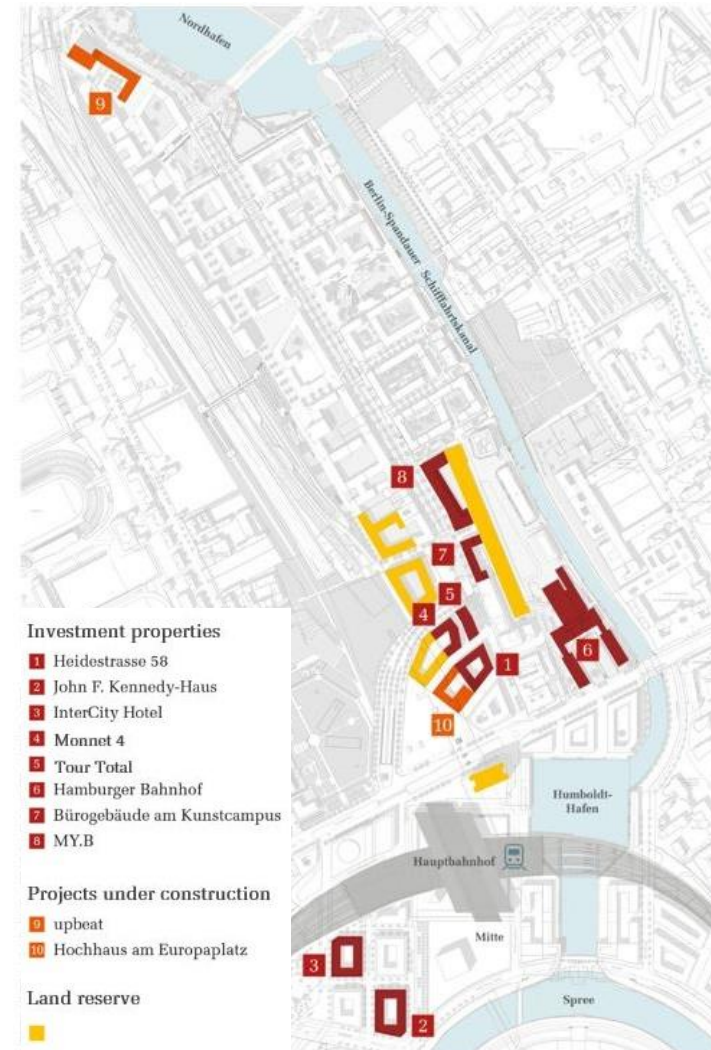 Nordhafen
9
Berlin-Spandauer Schifffahrtskanal
8
7
5
4
6
1
10
Humboldt-
Hafen
Hauptbahnhof
Mitte
3
Spree
2
Investment properties
1 Heidestrasse 58
2 John F. Kennedy-Haus
3 InterCity Hotel
4 Monnet 4
5 Tour Total
6 Hamburger Bahnhof
7 Bürogebäude am Kunstcampus
8 MY.B
Projects under construction
9 upbeat
10 Hochhaus am Europaplatz
Land reserve